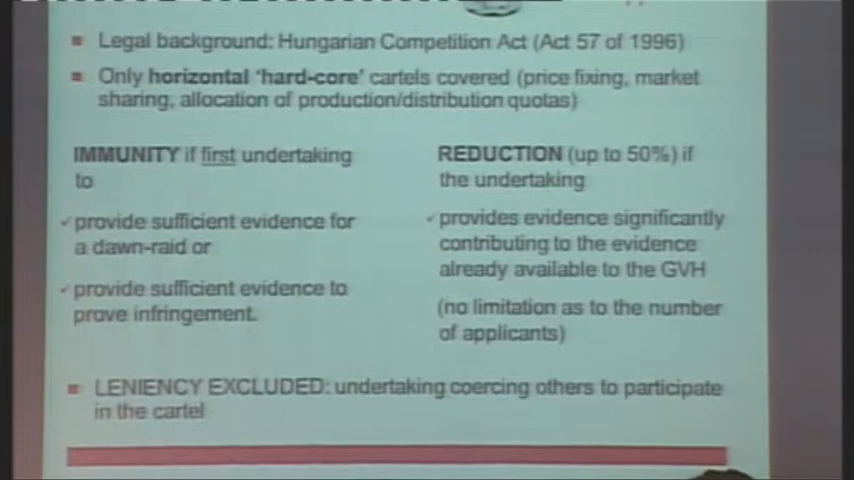 Legal background: Hungarian Competition Act (Act 57 of 1996)
Only horizontal 'hard-core' cartels covered (price fixing, market
sharing, allocation of production/distribution quotas)
IMMUNITY if first undertaking
to
provide sufficient evidence for
a dawn-raid or
provide sufficient evidence to
prove infringement.
REDUCTION (up to 50%) if
the undertaking
provides evidence significantly
contributing to the evidence
already available to the GVH
(no limitation as to the number
of applicants)
LENIENCY EXCLUDED: undertaking coercing others to participate
in the cartel